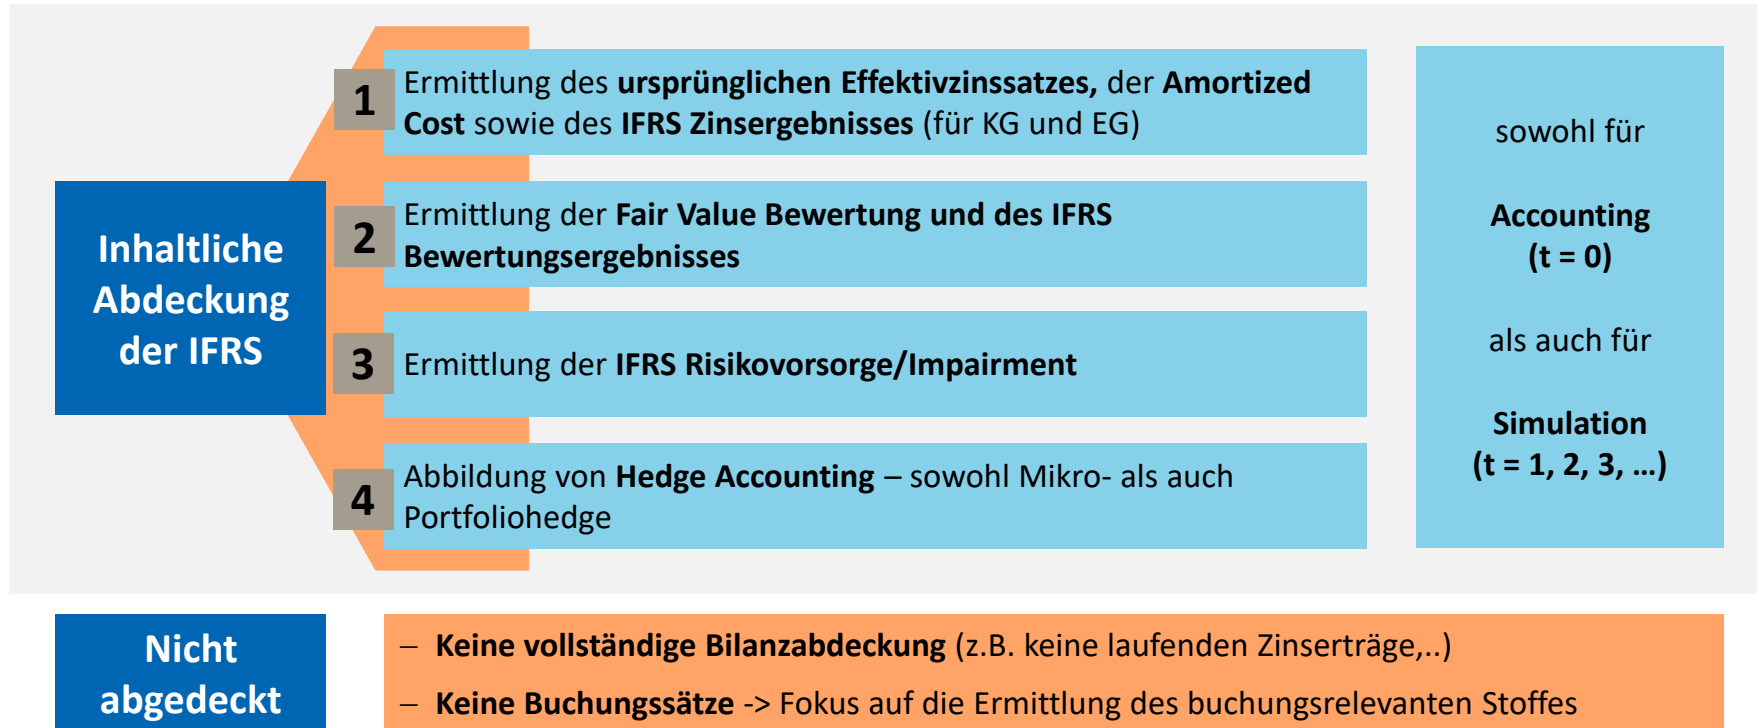 Inhaltliche
Abdeckung
der IFRS
1
Ermittlung des ursprünglichen Effektivzinssatzes, der Amortized
Cost sowie des IFRS Zinsergebnisses (für KG und EG)
2
Ermittlung der Fair Value Bewertung und des IFRS
Bewertungsergebnisses
3
Ermittlung der IFRS Risikovorsorge/Impairment
4
Abbildung von Hedge Accounting – sowohl Mikro- als auch
Portfoliohedge
sowohl für
Accounting
(t = 0)
als auch für
Simulation
(t = 1, 2, 3, …)
Nicht
abgedeckt
– Keine vollständige Bilanzabdeckung (z.B. keine laufenden Zinserträge,..)
– Keine Buchungssätze -> Fokus auf die Ermittlung des buchungsrelevanten Stoffes